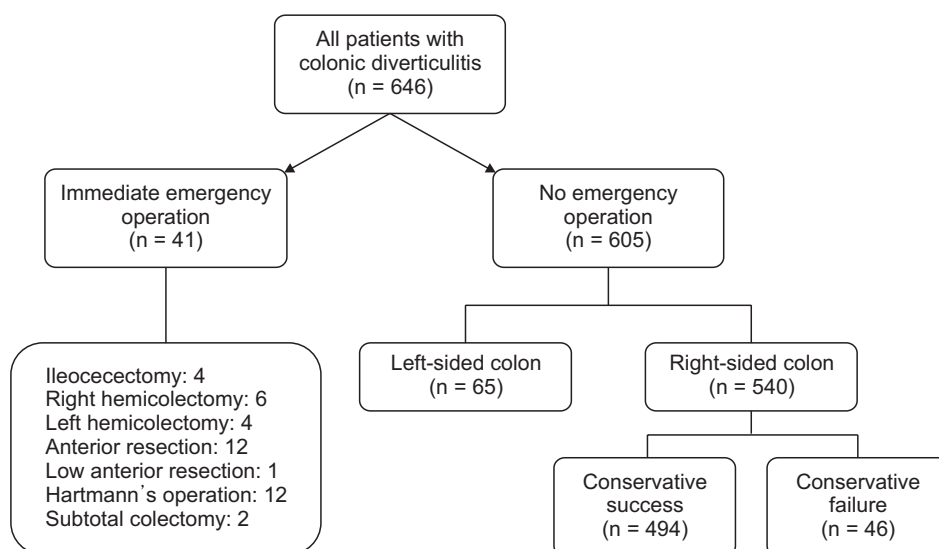 All patients with
colonic diverticulitis
(n = 646)
Immediate emergency
operation
(n = 41)
No emergency
operation
(n = 605)
Ileocecectomy: 4
Right hemicolectomy: 6
Left hemicolectomy: 4
Anterior resection: 12
Low anterior resection: 1
Hartmann's operation: 12
Subtotal colectomy: 2
Left-sided colon
(n = 65)
Right-sided colon
(n = 540)
Conservative
success
(n = 494)
Conservative
failure
(n = 46)